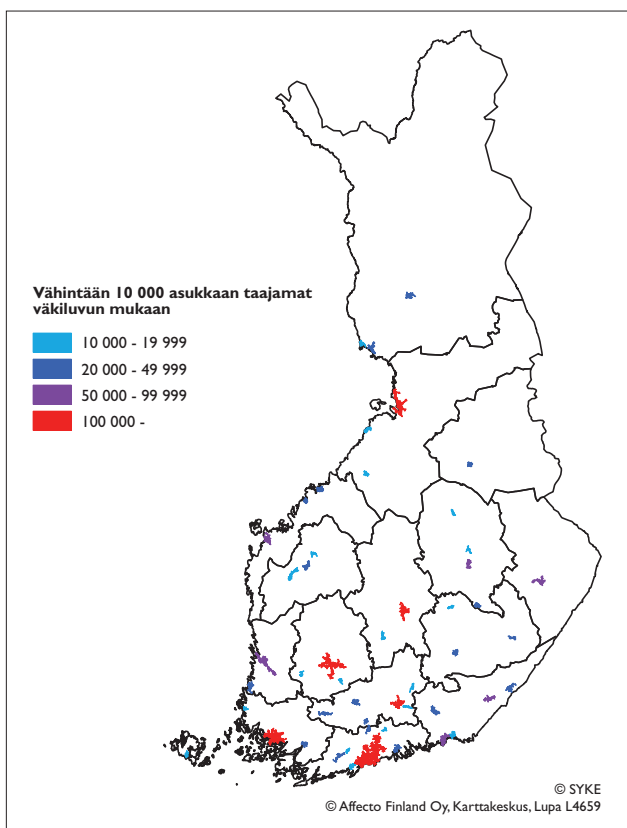 Vähintään 10 000 asukkaan taajamat
väkiluvun mukaan
10 000 - 19 999
20 000 - 49 999
50 000 - 99 999
100 000 -
© SYKE
© Affecto Finland Oy, Karttakeskus, Lupa L4659